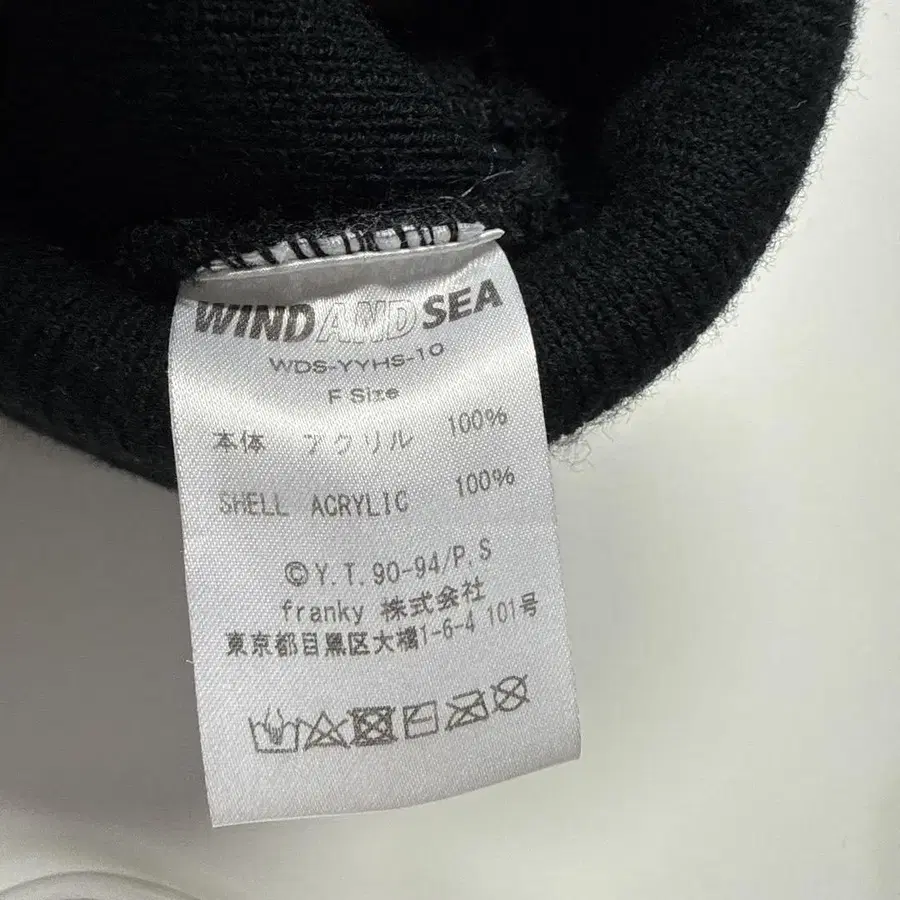 WIND AND SEA
WDS-YYHS-10
F Size
本体 アクリル 100%
SHELL ACRYLIC 100%
©Y.T.90-94/P.S
franky 株式会社
東京都目黒区大橋1-6-4 101号